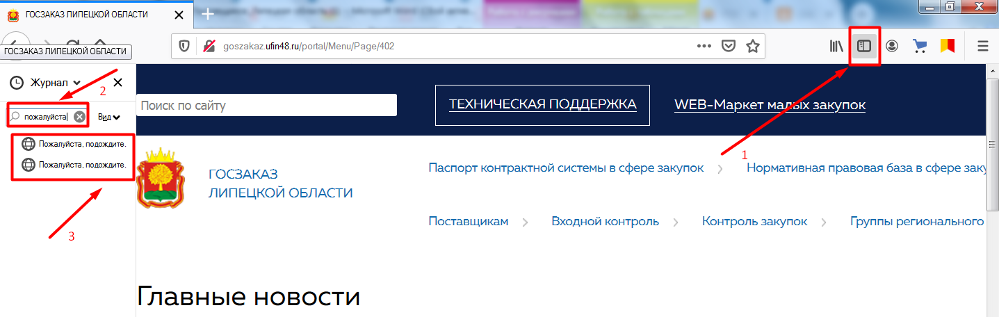 ГОСЗАКАЗ ЛИПЕЦКОЙ ОБЛАСТИ
goszakaz.ufin48.ru/portal/Menu/Page/402
ГОСЗАКАЗ ЛИПЕЦКОЙ ОБЛАСТИ
Журнал
2
1
пожалуйста
Вид
Пожалуйста, подождите.
Пожалуйста, подождите.
3
Поиск по сайту
ТЕХНИЧЕСКАЯ ПОДДЕРЖКА
WEB-Маркет малых закупок
ГОСЗАКАЗ
ЛИПЕЦКОЙ ОБЛАСТИ
Паспорт контрактной системы в сфере закупок
Нормативная правовая база в сфере заку
Поставщикам
Входной контроль
Контроль закупок
Группы регионального
Главные новости